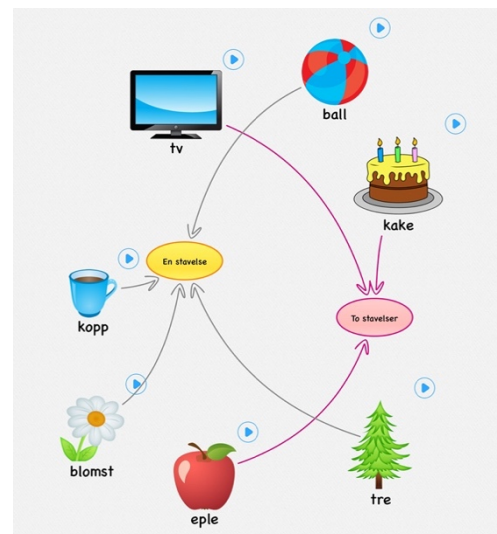 ball
tv
kake
En stavelse
kopp
To stavelser
blomst
tre
eple